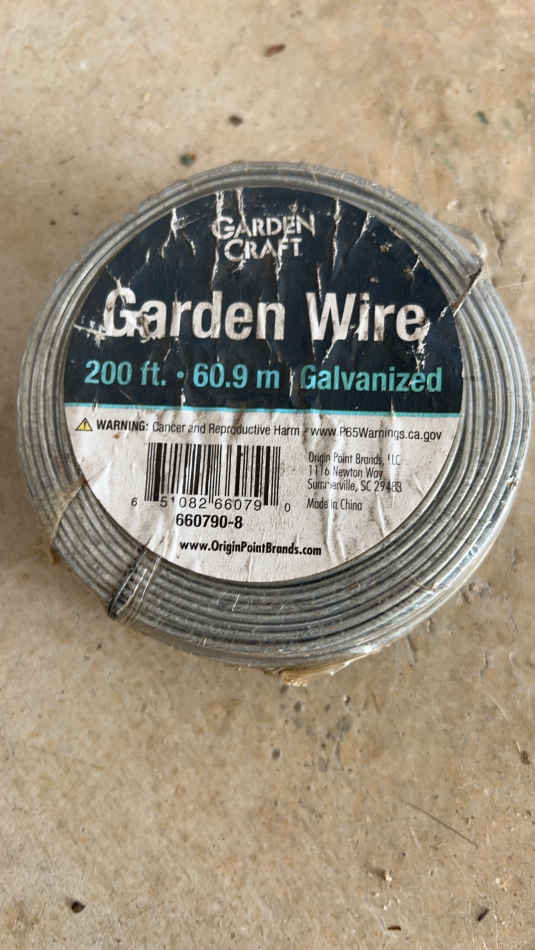 GARDEN
CRAFT
Garden Wire
200 ft. • 60.9 m Galvanized
WARNING: Cancer and Reproductive Harm - www.P65Warnings.ca.gov
Origin Point Brands, LLC
1116 Newton Way
Summerville, SC 29483
Made in China
6 51082 66079 0
660790-8
www.OriginPointBrands.com